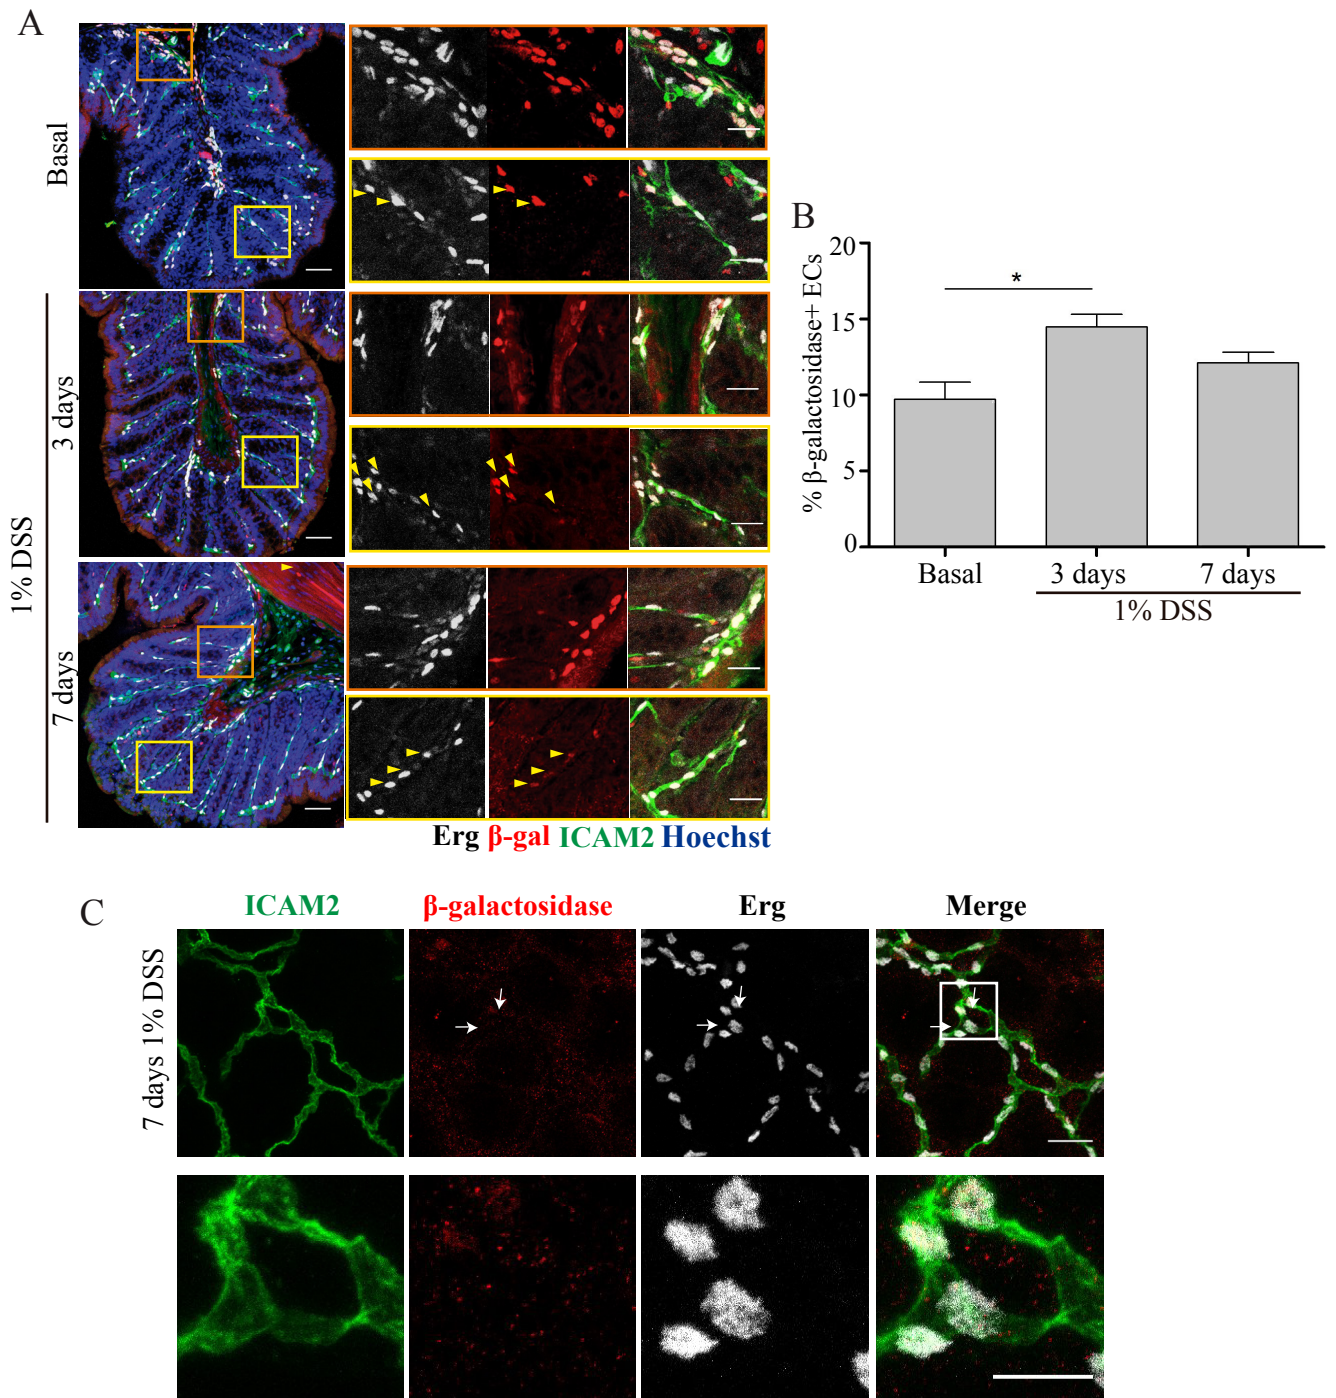 A
Basal
3 days
7 days
1% DSS
Erg β-gal ICAM2 Hoechst
B
% β-galactosidase+ ECs
20
15
10
5
0
*
Basal
3 days
7 days
1% DSS
C
ICAM2
β-galactosidase
Erg
Merge
7 days 1% DSS